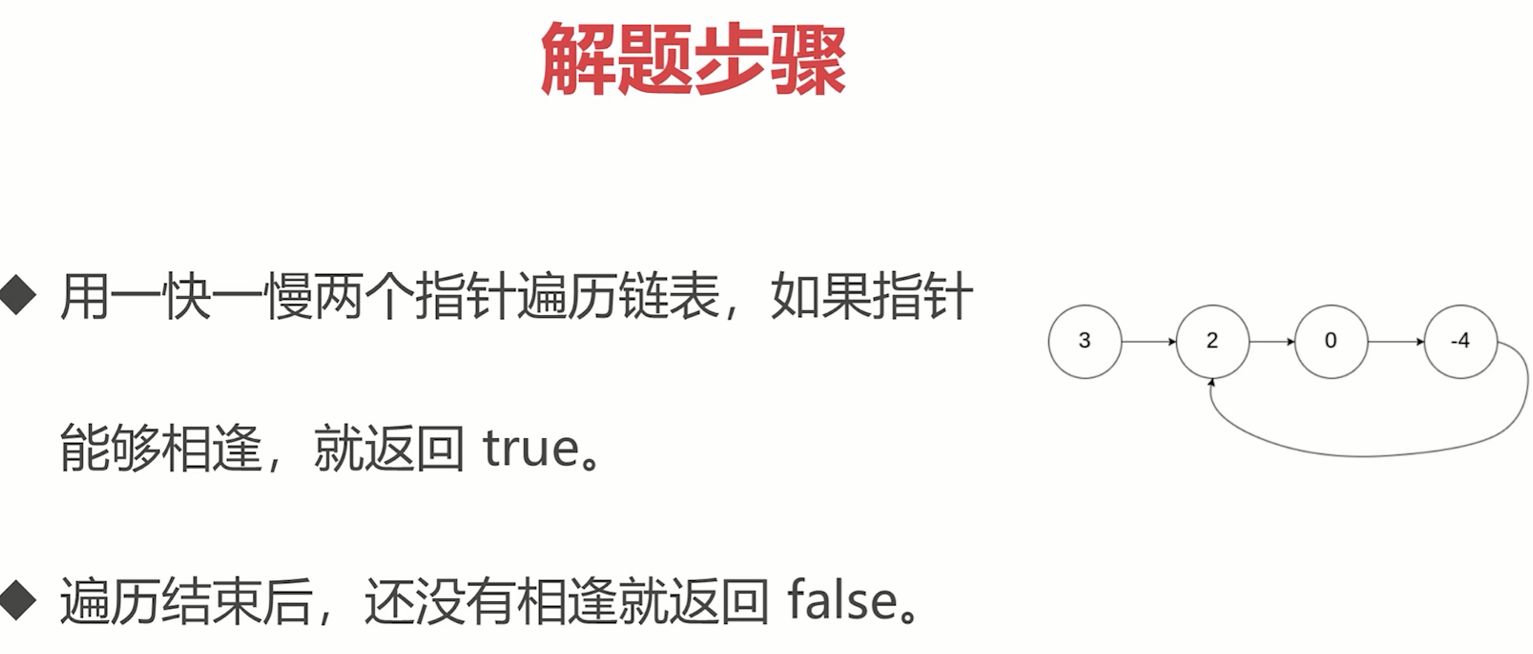 解题步骤
◆ 用一快一慢两个指针遍历链表，如果指针
能够相逢，就返回 true。
◆ 遍历结束后，还没有相逢就返回 false。
3 2 0 -4